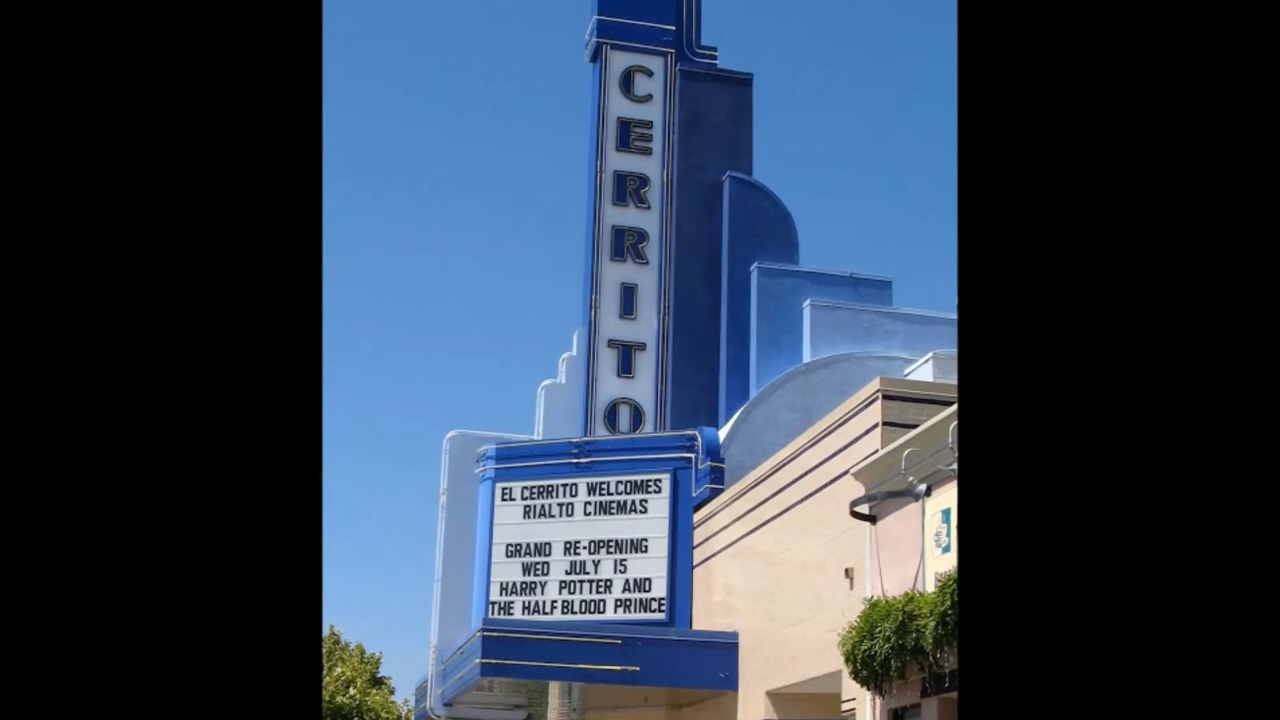 CERRITO
EL CERRITO WELCOMES
RIALTO CINEMAS
GRAND RE-OPENING
WED JULY 15
HARRY POTTER AND
THE HALF BLOOD PRINCE